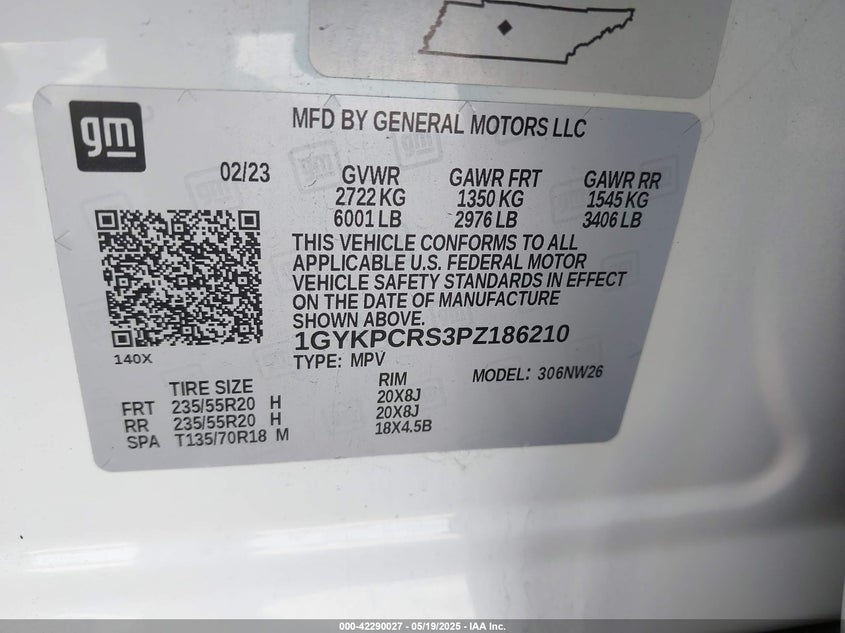 gm
MFD BY GENERAL MOTORS LLC
02/23 GVWR GAWR FRT GAWR RR
2722 KG 1350 KG 1545 KG
6001 LB 2976 LB 3406 LB
THIS VEHICLE CONFORMS TO ALL
APPLICABLE U.S. FEDERAL MOTOR
VEHICLE SAFETY STANDARDS IN EFFECT
ON THE DATE OF MANUFACTURE
SHOWN ABOVE.
1GYKPCRS3PZ186210
140X
TYPE: MPV
MODEL: 306NW26
TIRE SIZE RIM
FRT 235/55R20 H 20X8J
RR 235/55R20 H 20X8J
SPA T135/70R18 M 18X4.5B
000-42290027 - 05/19/2025 - IAA Inc.